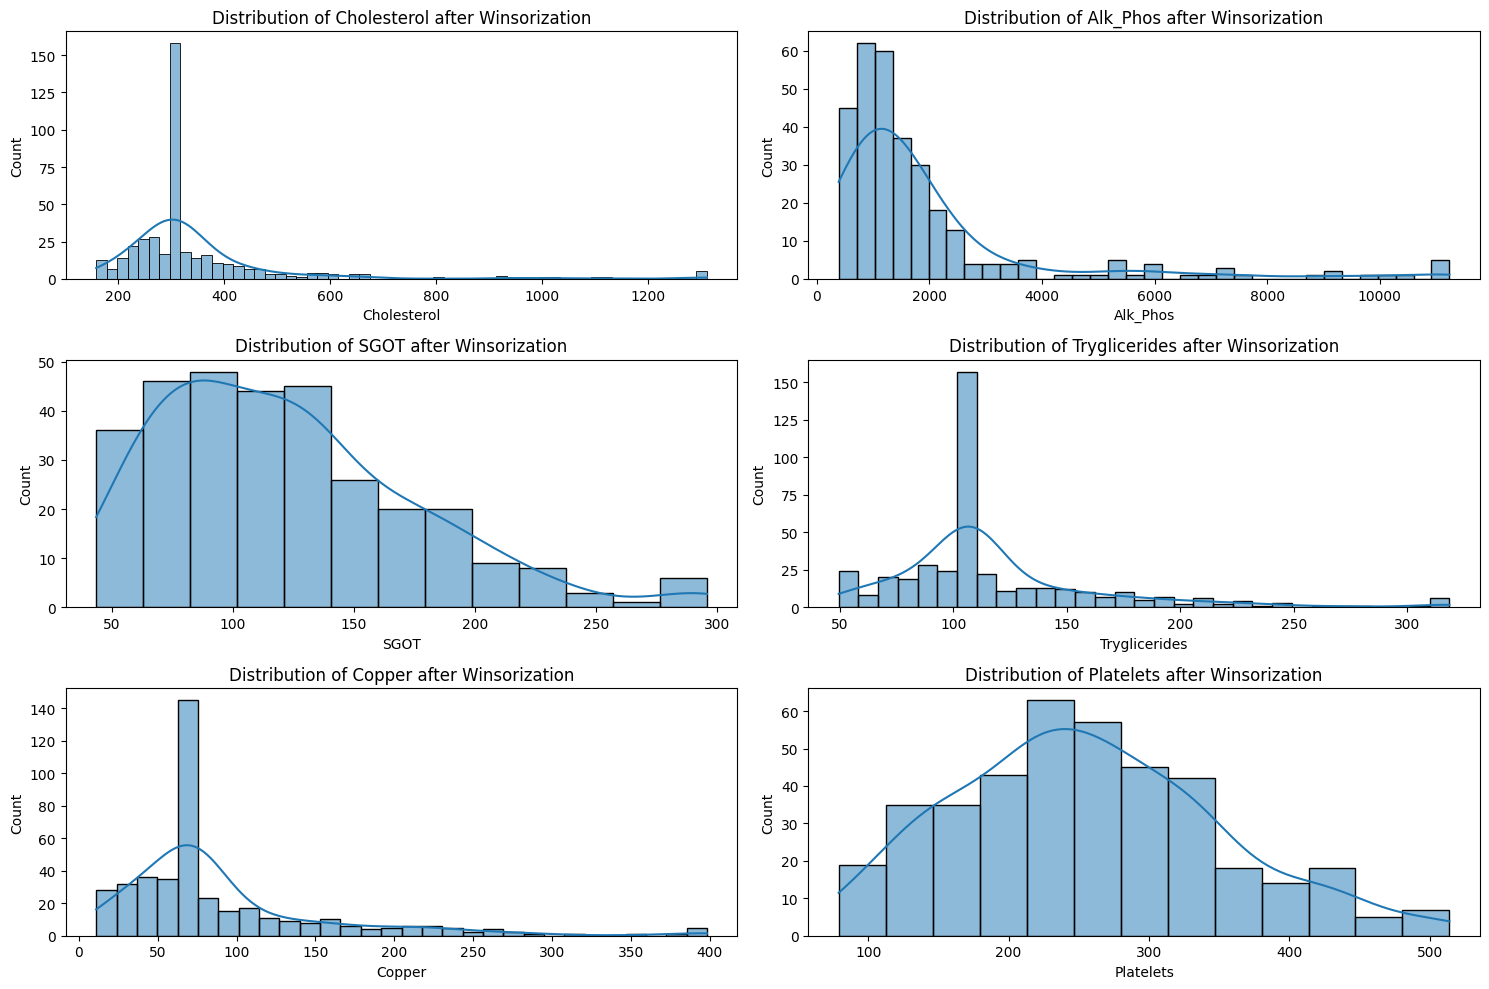 Distribution of Cholesterol after Winsorization
Count
150
125
100
75
50
25
0
200 400 600 800 1000 1200
Cholesterol
Distribution of Alk_Phos after Winsorization
Count
60
50
40
30
20
10
0
0 2000 4000 6000 8000 10000
Alk_Phos
Distribution of SGOT after Winsorization
Count
50
40
30
20
10
0
50 100 150 200 250 300
SGOT
Distribution of Tryglicerides after Winsorization
Count
150
125
100
75
50
25
0
50 100 150 200 250 300
Tryglicerides
Distribution of Copper after Winsorization
Count
140
120
100
80
60
40
20
0
0 50 100 150 200 250 300 350 400
Copper
Distribution of Platelets after Winsorization
Count
60
50
40
30
20
10
0
100 200 300 400 500
Platelets